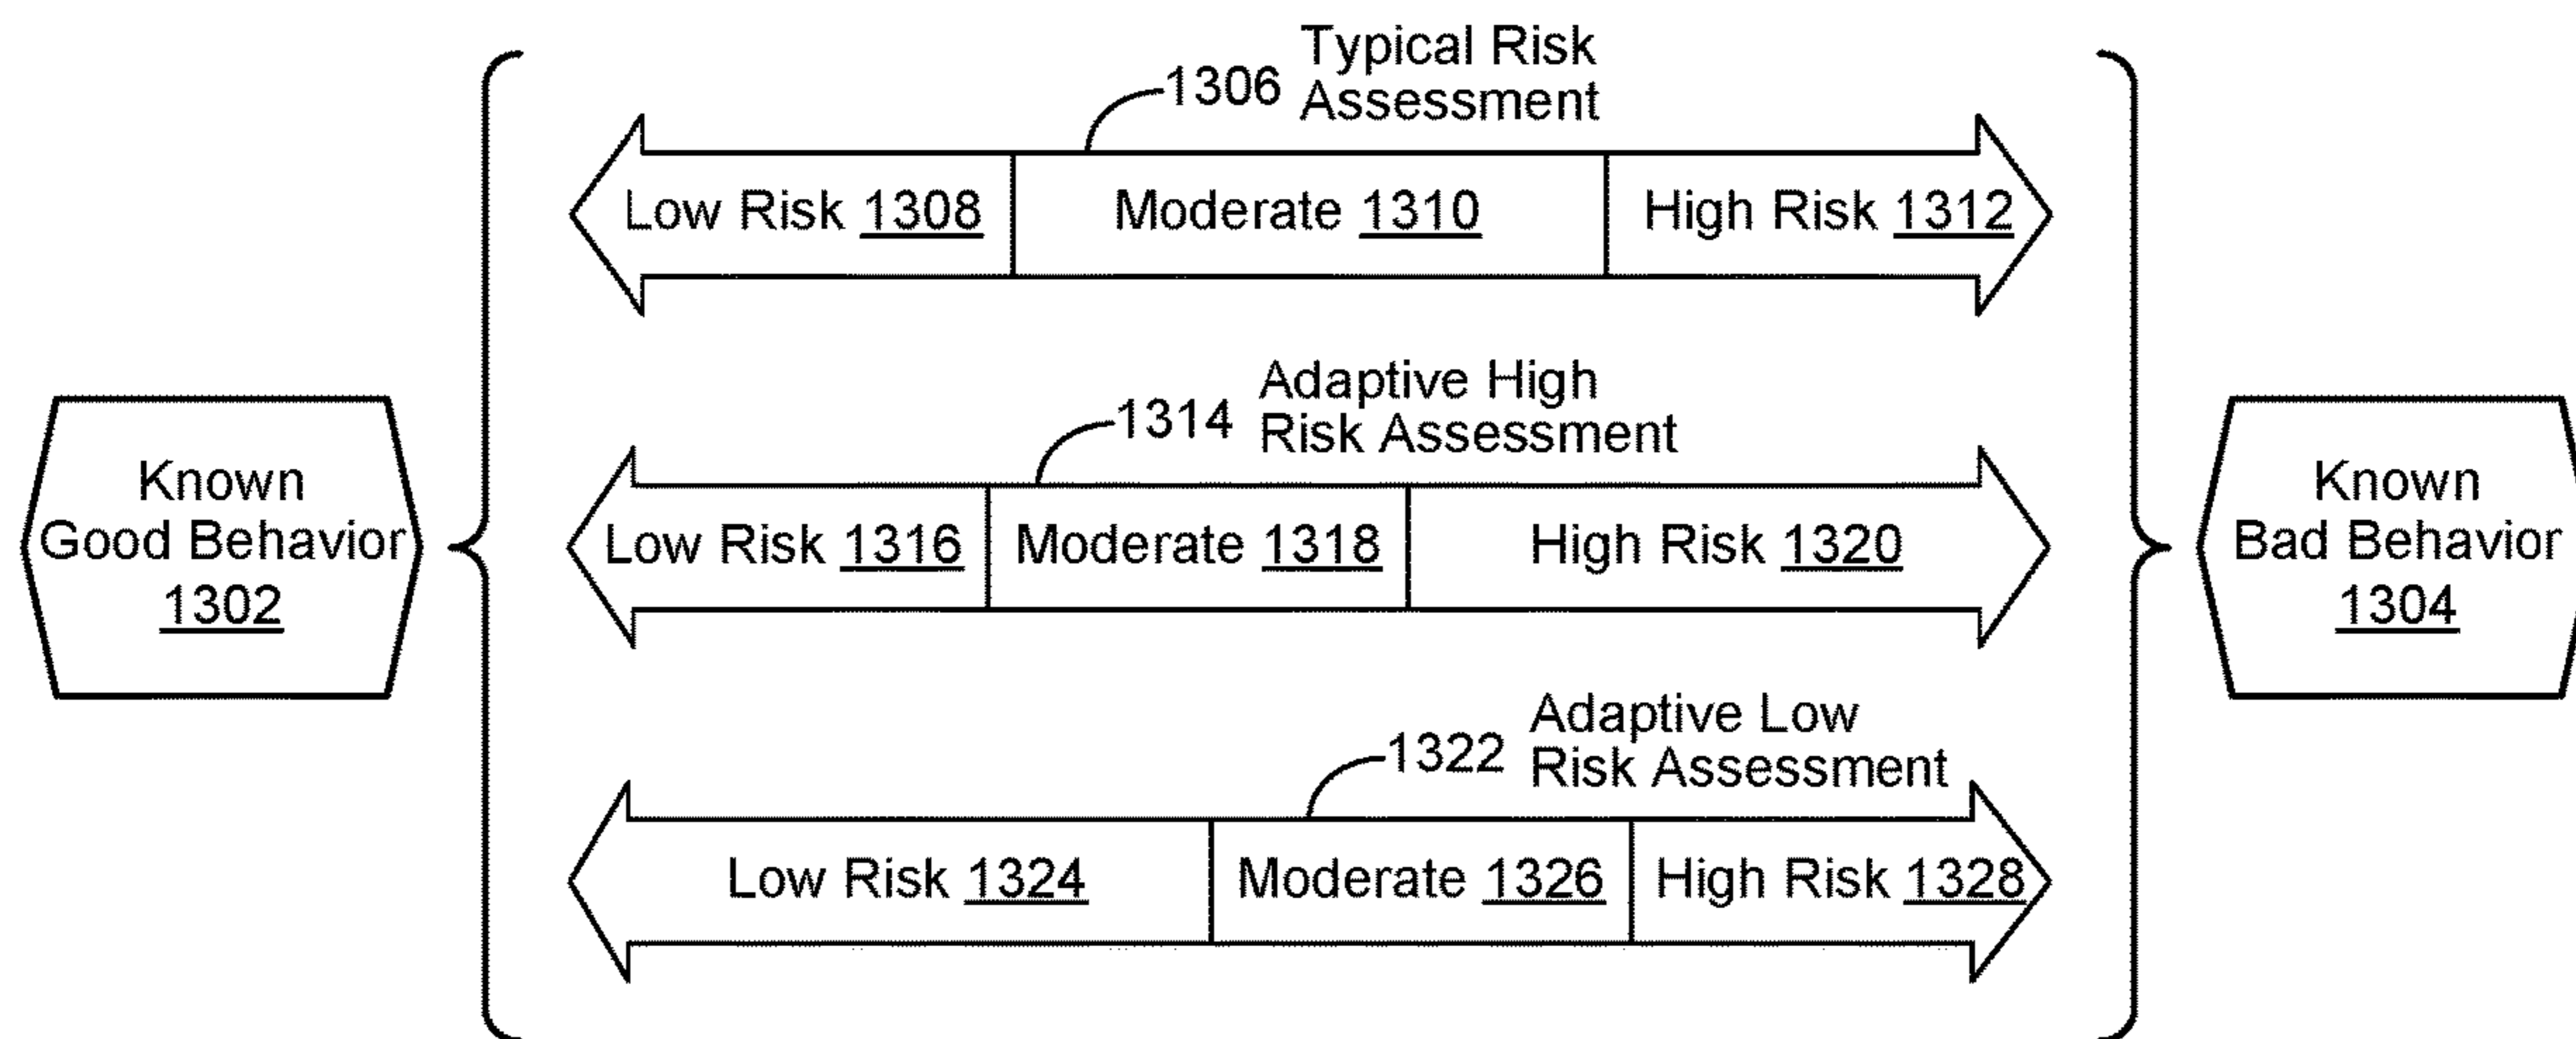 1306 Typical Risk
Assessment
Low Risk 1308 Moderate 1310 High Risk 1312
Known
Good Behavior
1302
1314 Adaptive High
Risk Assessment
Low Risk 1316 Moderate 1318 High Risk 1320
Known
Bad Behavior
1304
1322 Adaptive Low
Risk Assessment
Low Risk 1324 Moderate 1326 High Risk 1328